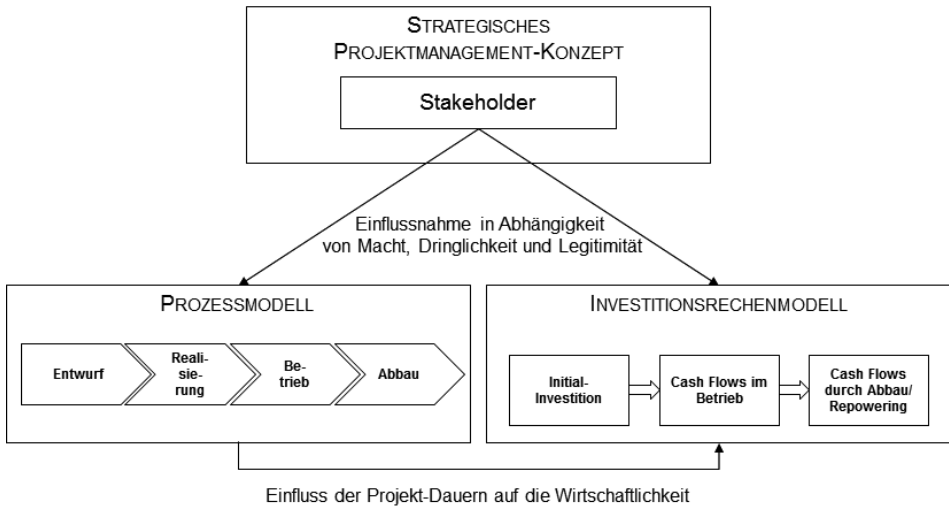 STRATEGISCHES
PROJEKTMANAGEMENT-KONZEPT
Stakeholder
Einflussnahme in Abhängigkeit
von Macht, Dringlichkeit und Legitimität
PROZESSMODELL
Entwurf
Reali-
sie-
rung
Be-
trieb
Abbau
INVESTITIONSRECHENMODELL
Initial-
Investition
Cash Flows im
Betrieb
Cash Flows
durch Abbau/
Repowering
Einfluss der Projekt-Dauern auf die Wirtschaftlichkeit